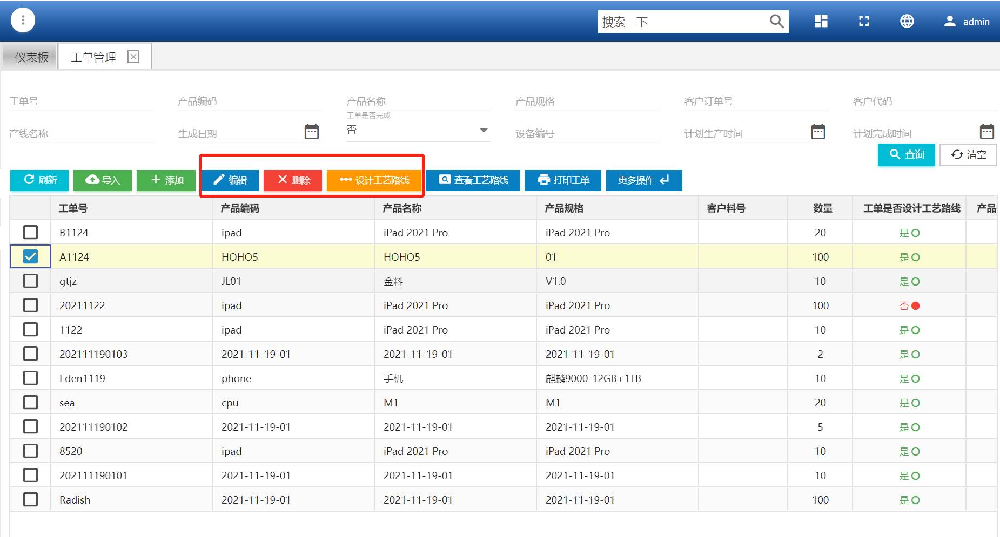 搜索一下
admin
仪表板
工单管理
工单号 产品编码 产品名称 产品规格 客户订单号 客户代码
工单是否完成
产线名称 生成日期 否 设备编号 计划生产时间 计划完成时间
查询 清空
刷新 导入 添加 编辑 删除 设计工艺路线 查看工艺路线 打印工单 更多操作
工单号 产品编码 产品名称 产品规格 客户料号 数量 工单是否设计工艺路线 产品
B1124 ipad iPad 2021 Pro iPad 2021 Pro 20 是
A1124 HOHO5 HOHO5 01 100 是
gtjz JL01 金料 V1.0 10 是
20211122 ipad iPad 2021 Pro iPad 2021 Pro 100 否
1122 ipad iPad 2021 Pro iPad 2021 Pro 10 是
202111190103 2021-11-19-01 2021-11-19-01 2021-11-19-01 2 是
Eden1119 phone 手机 麒麟9000-12GB+1TB 10 是
sea cpu M1 M1 20 是
202111190102 2021-11-19-01 2021-11-19-01 2021-11-19-01 5 是
8520 ipad iPad 2021 Pro iPad 2021 Pro 10 是
202111190101 2021-11-19-01 2021-11-19-01 2021-11-19-01 10 是
Radish 2021-11-19-01 2021-11-19-01 2021-11-19-01 100 是